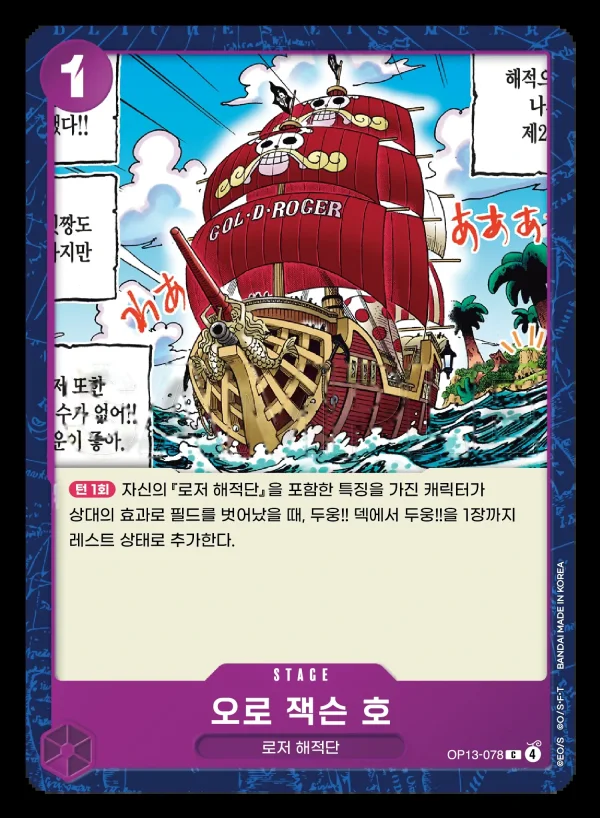 1
했다!!
해적으
나
제2
GOL·D·ROGER
ああぁ
짱도
하지만
わぁ
저 또한
수가 없어!!
운이 좋아.
턴 1회 자신의 『로저 해적단』을 포함한 특징을 가진 캐릭터가
상대의 효과로 필드를 벗어났을 때, 두웅!! 덱에서 두웅!!을 1장까지
레스트 상태로 추가한다.
STAGE
오로 잭슨 호
로저 해적단
OP13-078 C 4
©EO/S ©O/S·F·T BANDAI MADE IN KOREA